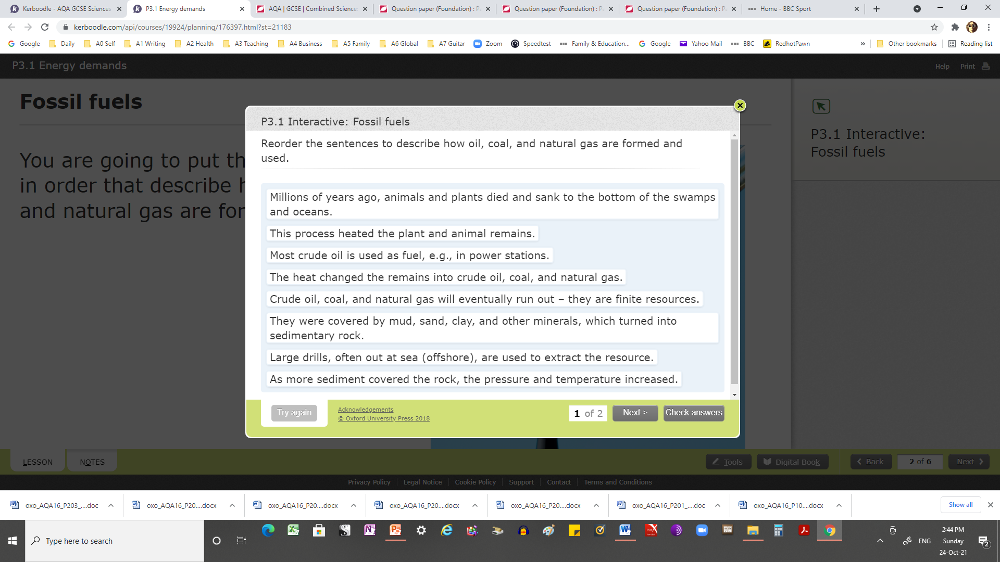 Kerboodle - AQA GCSE Sciences
P3.1 Energy demands
AQA | GCSE | Combined Science
Question paper (Foundation) : P
Question paper (Foundation) : P
Question paper (Foundation) : P
Home - BBC Sport
kerboodle.com/api/courses/19924/planning/176397.html?st=21183
Google
Daily
A0 Self
A1 Writing
A2 Health
A3 Teaching
A4 Business
A5 Family
A6 Global
A7 Guitar
Zoom
Speedtest
Family & Education...
Google
Yahoo Mail
BBC
RedhotPawn
»
Other bookmarks
Reading list
P3.1 Energy demands
Help
Print
Fossil fuels
You are going to put th
in order that describe h
and natural gas are for
P3.1 Interactive:
Fossil fuels
P3.1 Interactive: Fossil fuels
Reorder the sentences to describe how oil, coal, and natural gas are formed and
used.
Millions of years ago, animals and plants died and sank to the bottom of the swamps
and oceans.
This process heated the plant and animal remains.
Most crude oil is used as fuel, e.g., in power stations.
The heat changed the remains into crude oil, coal, and natural gas.
Crude oil, coal, and natural gas will eventually run out – they are finite resources.
They were covered by mud, sand, clay, and other minerals, which turned into
sedimentary rock.
Large drills, often out at sea (offshore), are used to extract the resource.
As more sediment covered the rock, the pressure and temperature increased.
Try again
Acknowledgements
© Oxford University Press 2018
1 of 2
Next >
Check answers
LESSON
NOTES
Tools
Digital Book
Back
2 of 6
Next
Privacy Policy
Legal Notice
Cookie Policy
Support
Contact
Terms and Conditions
oxo_AQA16_P203_....doc
oxo_AQA16_P20....docx
oxo_AQA16_P20....docx
oxo_AQA16_P20....docx
oxo_AQA16_P20....docx
oxo_AQA16_P201_....doc
oxo_AQA16_P10....docx
Show all
Type here to search
ENG
2:44 PM
Sunday
24-Oct-21
2